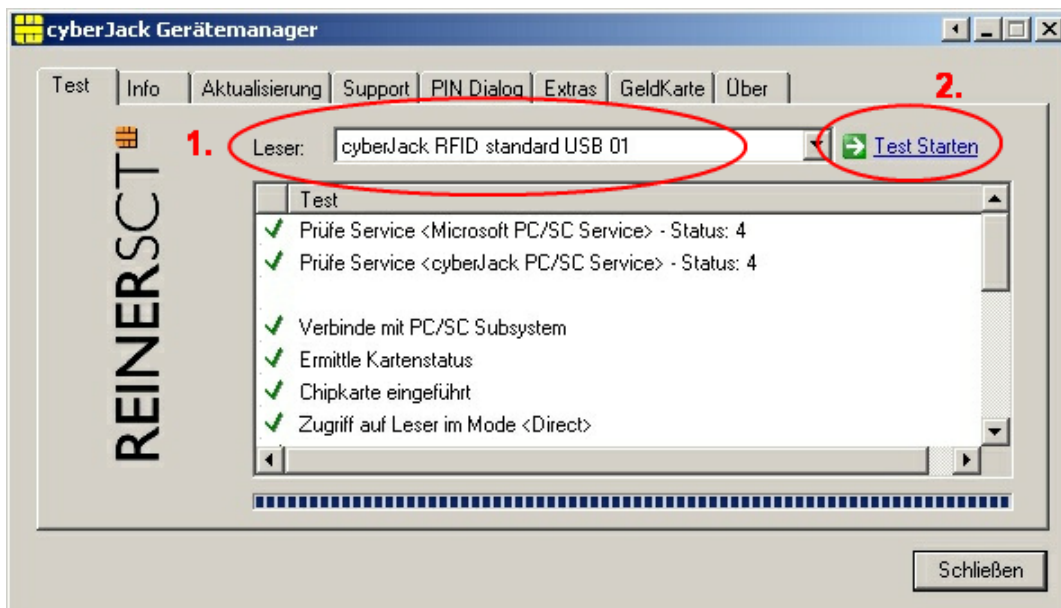 cyberJack Gerätemanager
Test Info Aktualisierung Support PIN Dialog Extras GeldKarte Über
1.
2.
REINERSCT
Leser: cyberJack RFID standard USB 01 Test Starten
Test
Prüfe Service <Microsoft PC/SC Service> - Status: 4
Prüfe Service <cyberJack PC/SC Service> - Status: 4
Verbinde mit PC/SC Subsystem
Ermittle Kartenstatus
Chipkarte eingeführt
Zugriff auf Leser im Mode <Direct>
Schließen